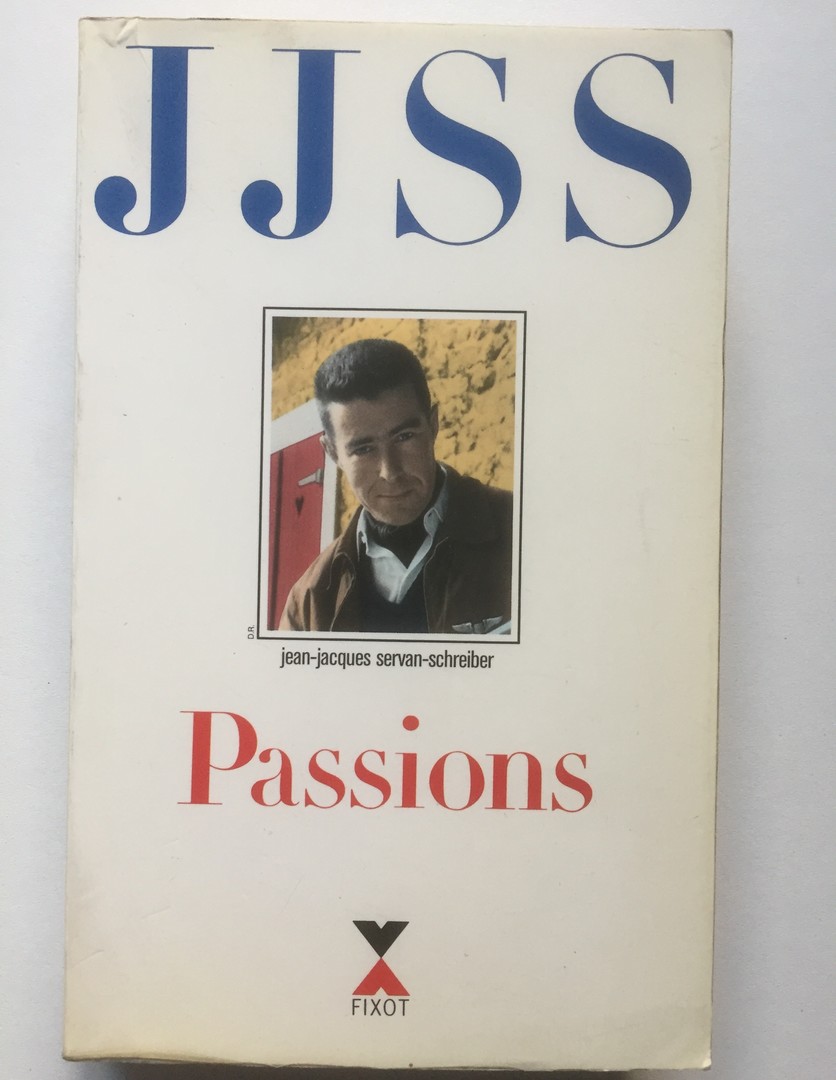 JJSS
D.R.
jean-jacques servan-schreiber
Passions
FIXOT